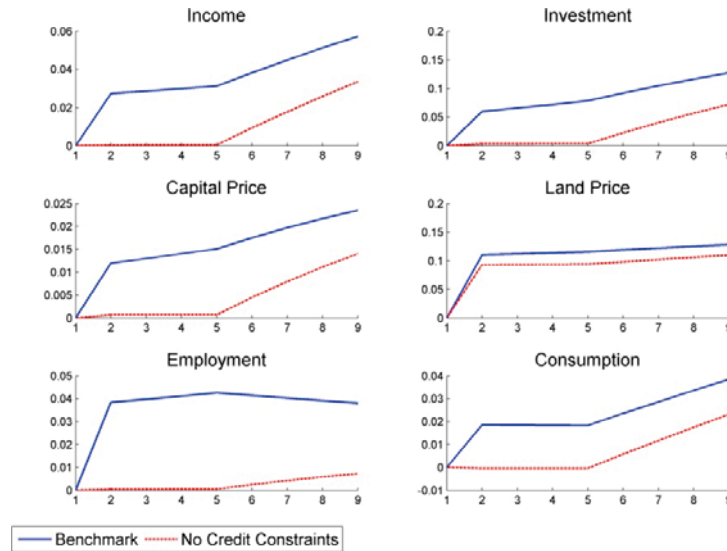 Income
0.06
0.04
0.02
0
1 2 3 4 5 6 7 8 9
Investment
0.2
0.15
0.1
0.05
0
1 2 3 4 5 6 7 8 9
Capital Price
0.025
0.02
0.015
0.01
0.005
0
1 2 3 4 5 6 7 8 9
Land Price
0.2
0.15
0.1
0.05
0
1 2 3 4 5 6 7 8 9
Employment
0.05
0.04
0.03
0.02
0.01
0
1 2 3 4 5 6 7 8 9
Consumption
0.04
0.03
0.02
0.01
0
-0.01
1 2 3 4 5 6 7 8 9
Benchmark No Credit Constraints